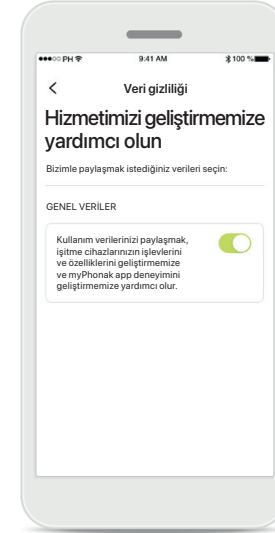 ●●●○○ PH 9:41 AM 100 %
Veri gizliliği
Hizmetimizi geliştirmemize
yardımcı olun
Bizimle paylaşmak istediğiniz verileri seçin:
GENEL VERİLER
Kullanım verilerinizi paylaşmak,
işitme cihazlarınızın işlevlerini
ve özelliklerini geliştirmemize
ve myPhonak app deneyimini
geliştirmemize yardımcı olur.